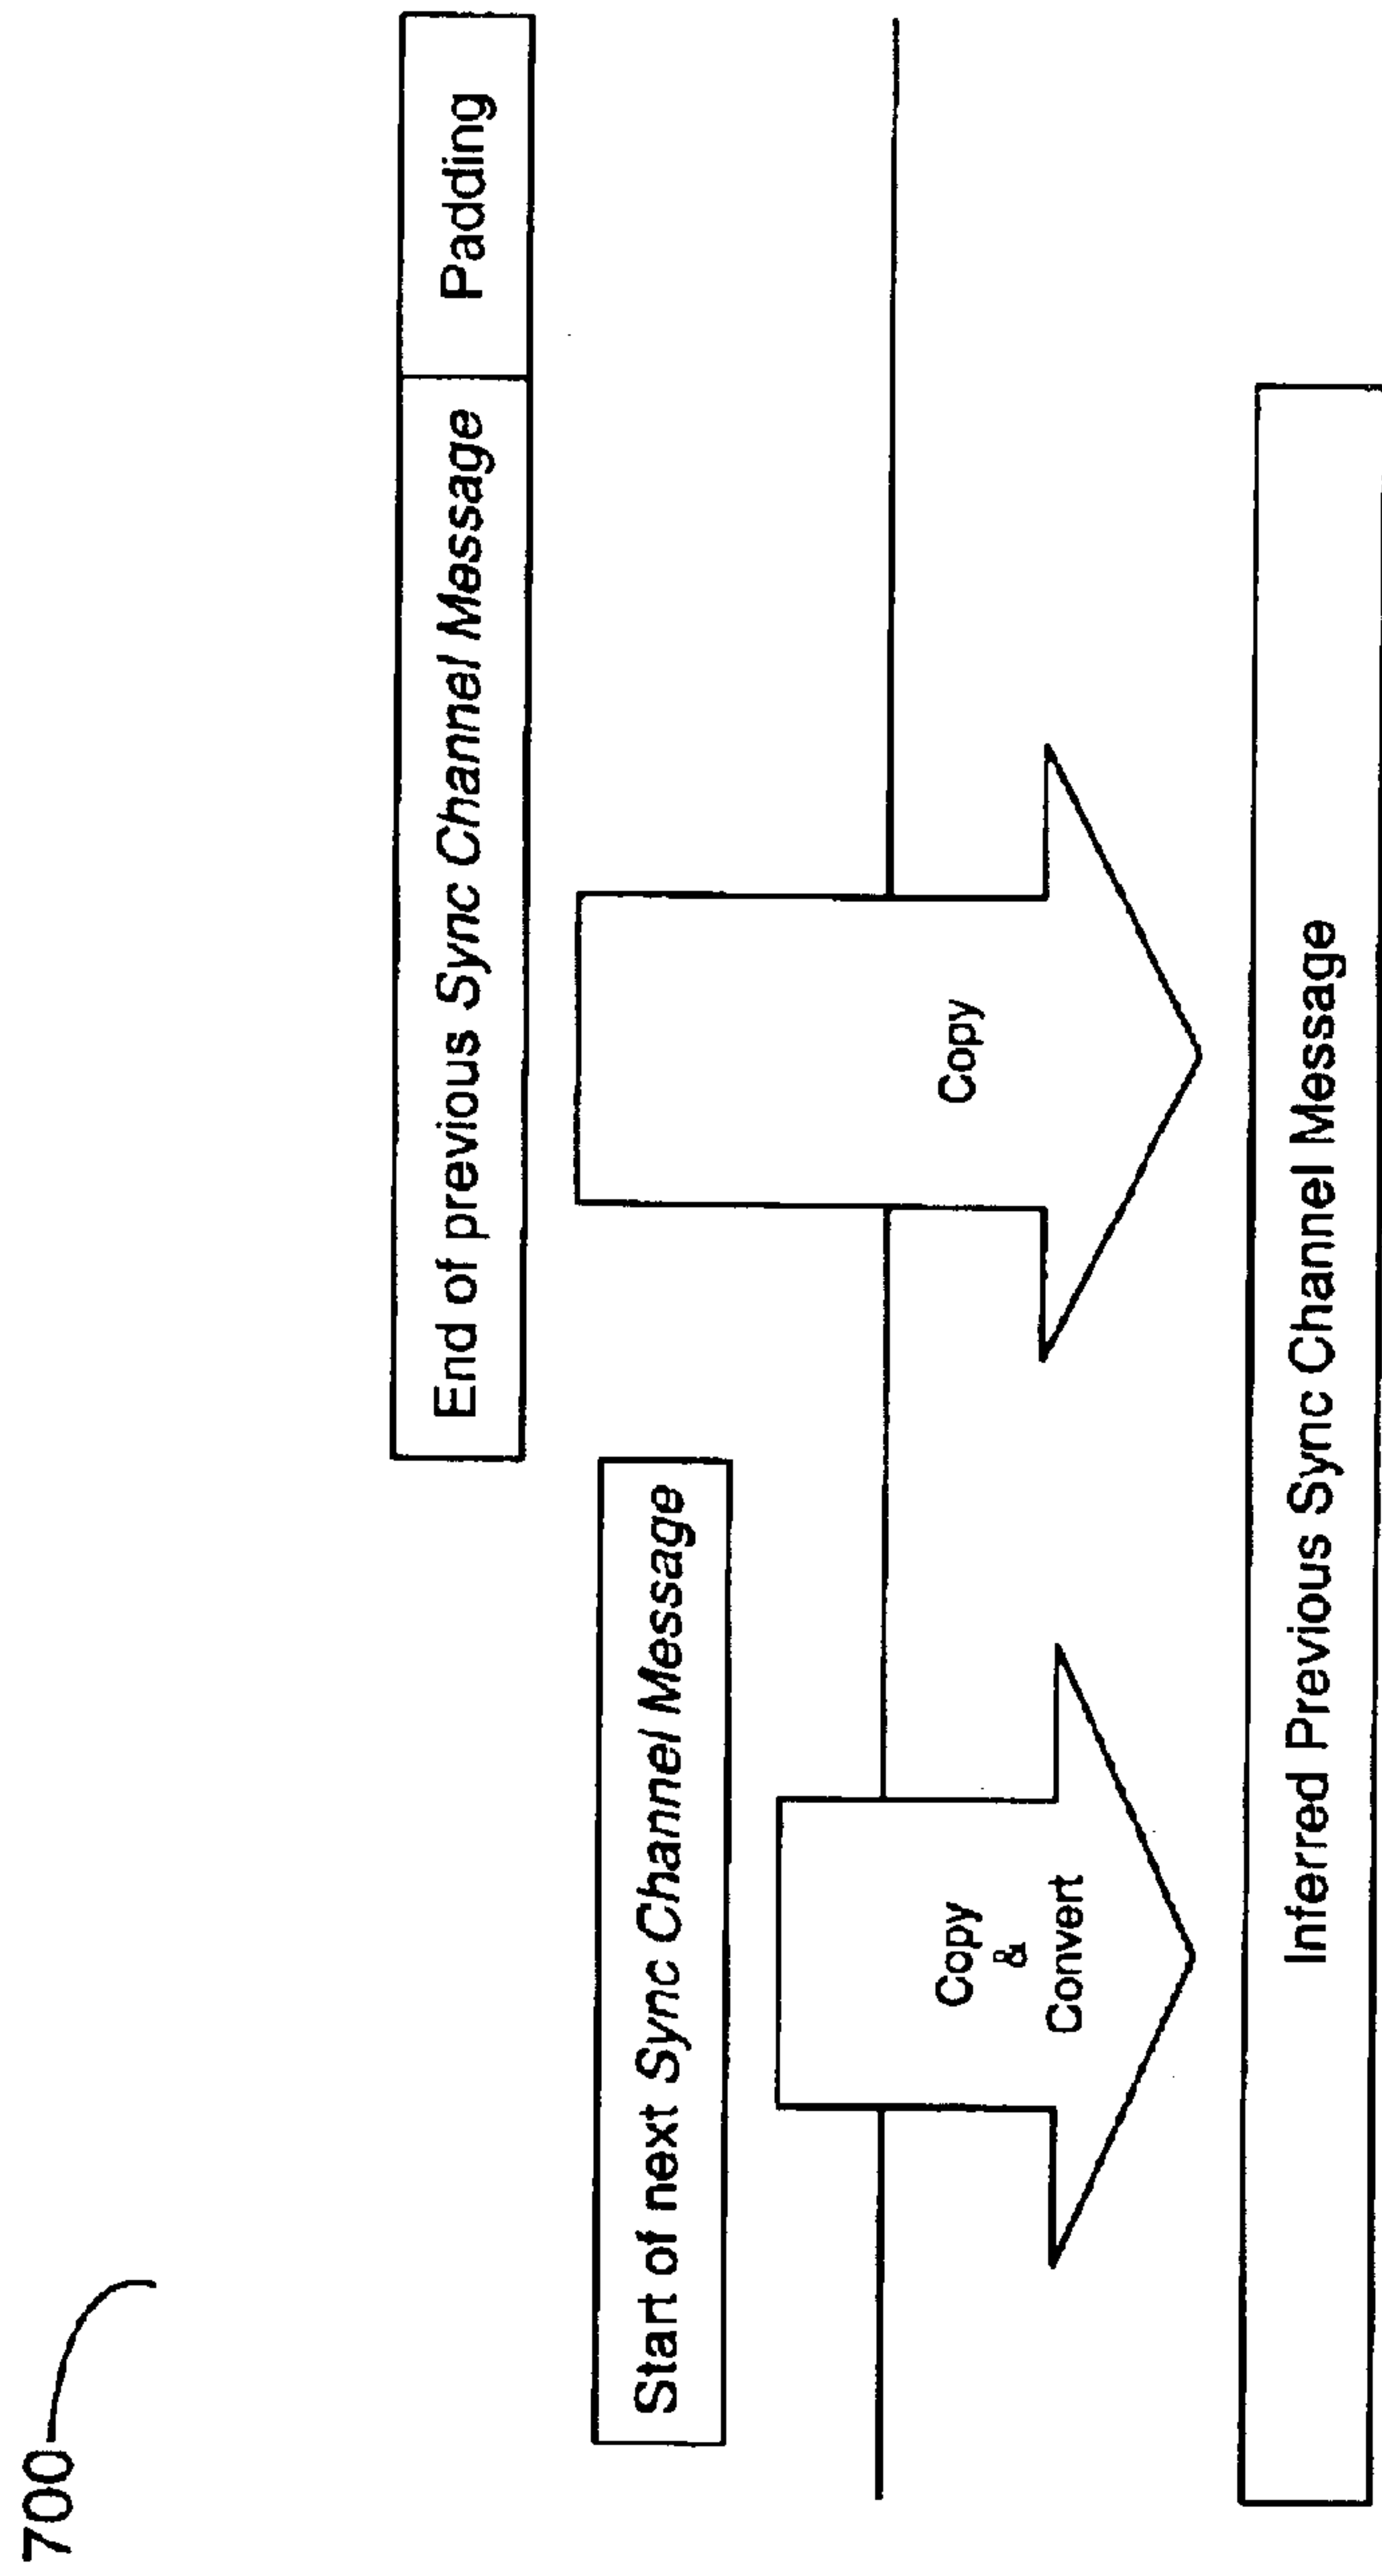 700
End of previous Sync Channel Message
Padding
Start of next Sync Channel Message
Copy
&
Convert
Copy
Inferred Previous Sync Channel Message